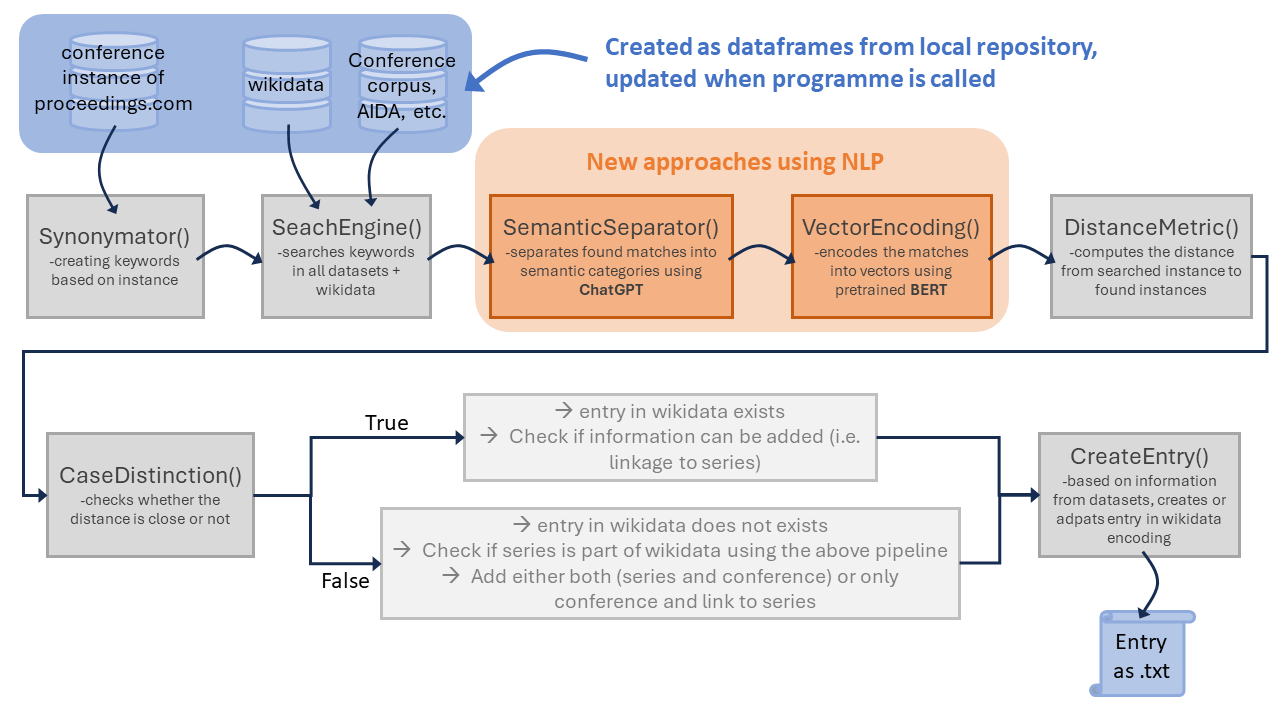 conference
instance of
proceedings.com
wikidata
Conference
corpus,
AIDA, etc.
Created as dataframes from local repository,
updated when programme is called
New approaches using NLP
Synonymator()
-creating keywords
based on instance
SeachEngine()
-searches keywords
in all datasets +
wikidata
SemanticSeparator()
-separates found matches into
semantic categories using
ChatGPT
VectorEncoding()
-encodes the matches
into vectors using
pretrained BERT
DistanceMetric()
-computes the distance
from searched instance to
found instances
CaseDistinction()
-checks whether the
distance is close or not
True
→ entry in wikidata exists
→ Check if information can be added (i.e.
linkage to series)
False
→ entry in wikidata does not exists
→ Check if series is part of wikidata using the above pipeline
→ Add either both (series and conference) or only
conference and link to series
CreateEntry()
-based on information
from datasets, creates or
adpats entry in wikidata
encoding
Entry
as .txt